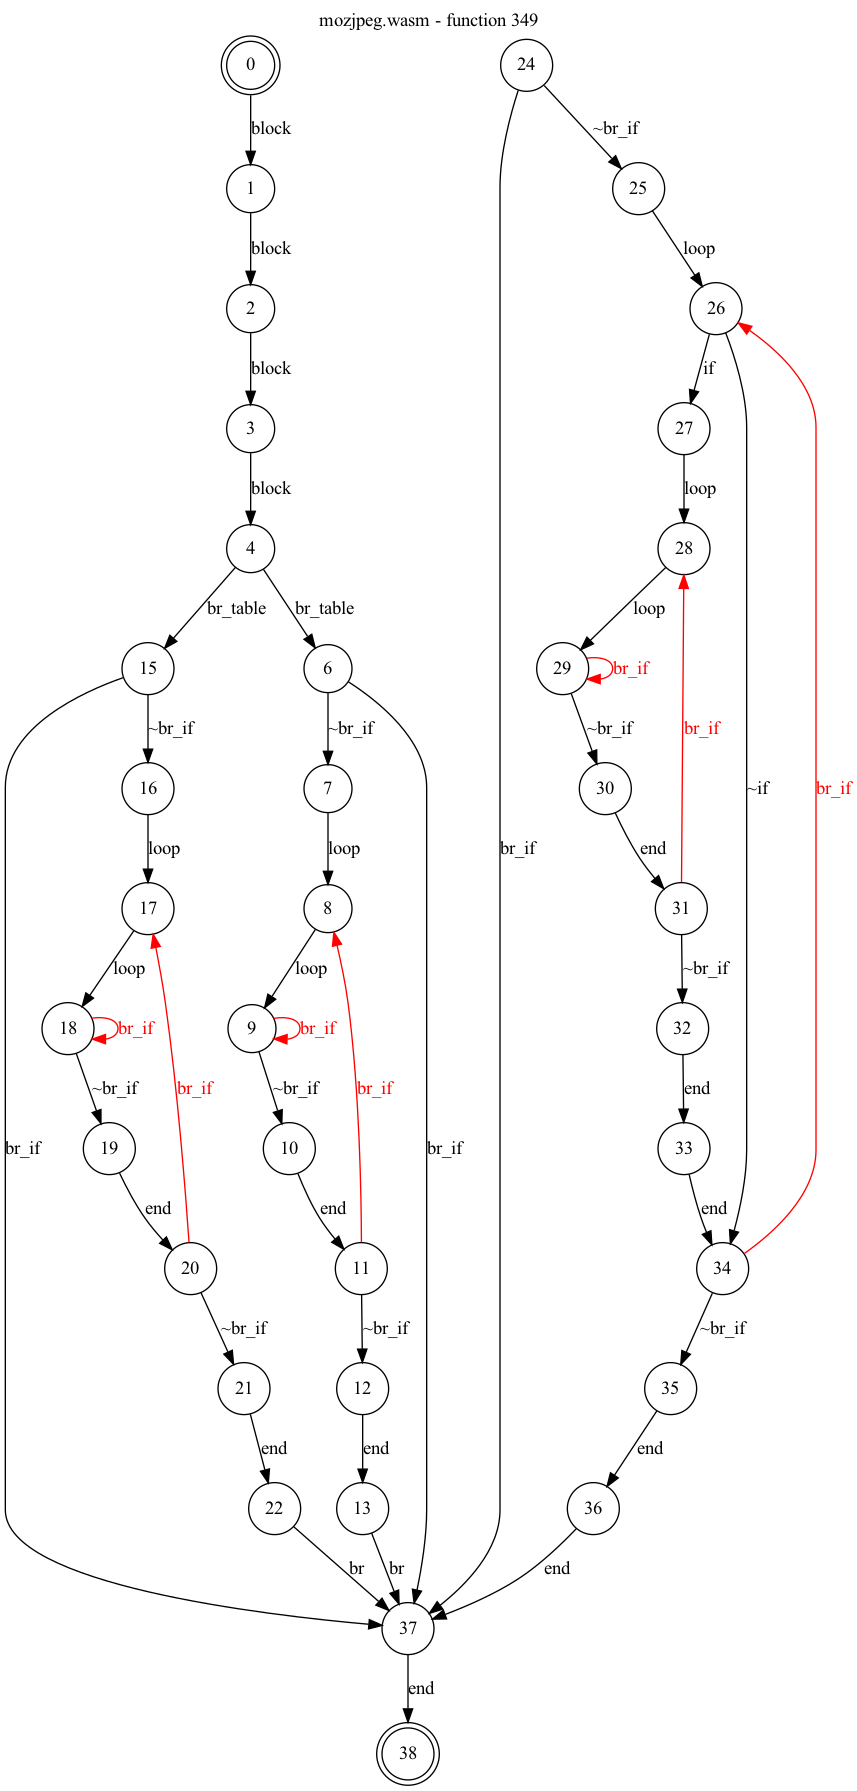 mozjpeg.wasm - function 349
0
24
block
~br_if
1
25
block
loop
2
26
block
if
3
27
block
loop
4
28
br_table
br_table
loop
15
6
29
br_if
~br_if
~br_if
~br_if
br_if
16
7
30
~if
br_if
loop
loop
br_if
end
17
8
31
loop
loop
~br_if
18
br_if
9
br_if
32
~br_if
br_if
~br_if
br_if
end
br_if
19
10
br_if
33
end
end
end
20
11
34
~br_if
~br_if
~br_if
21
12
35
end
end
end
22
13
36
br
br
end
37
end
38